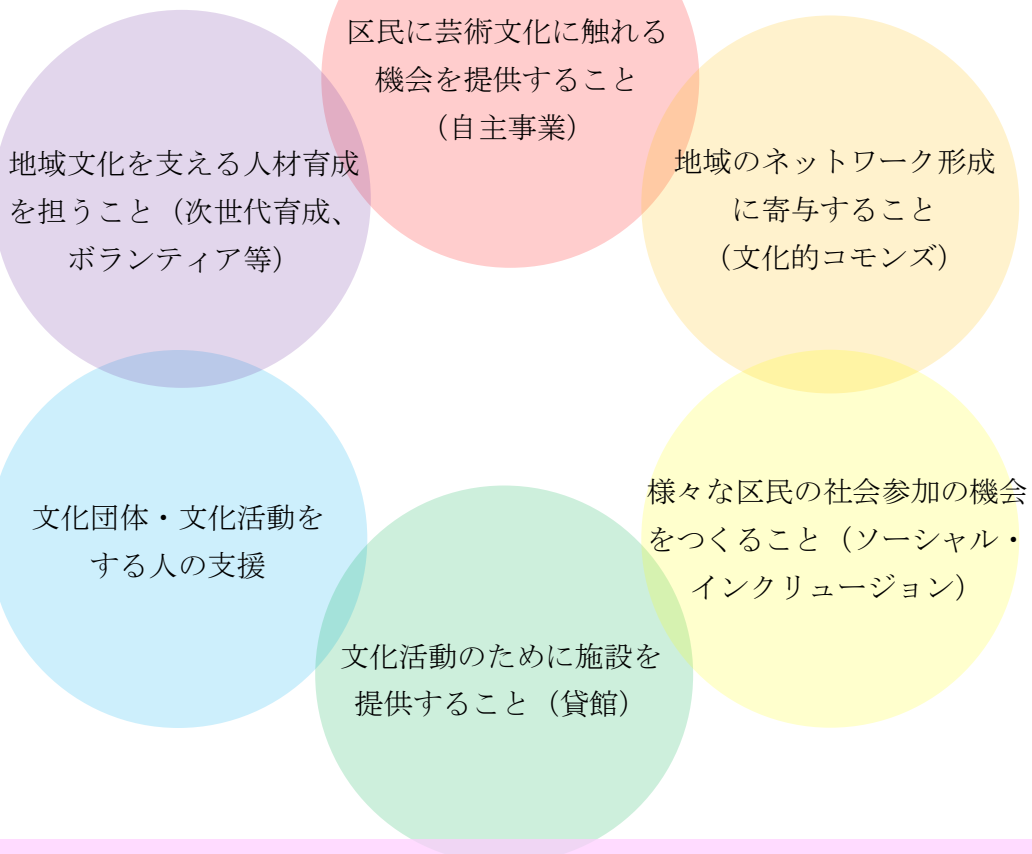 区民に芸術文化に触れる
機会を提供すること
（自主事業）
地域文化を支える人材育成
を担うこと（次世代育成、
ボランティア等）
地域のネットワーク形成
に寄与すること
（文化的コモンズ）
文化団体・文化活動を
する人の支援
様々な区民の社会参加の機会
をつくること（ソーシャル・
インクリュージョン）
文化活動のために施設を
提供すること（貸館）